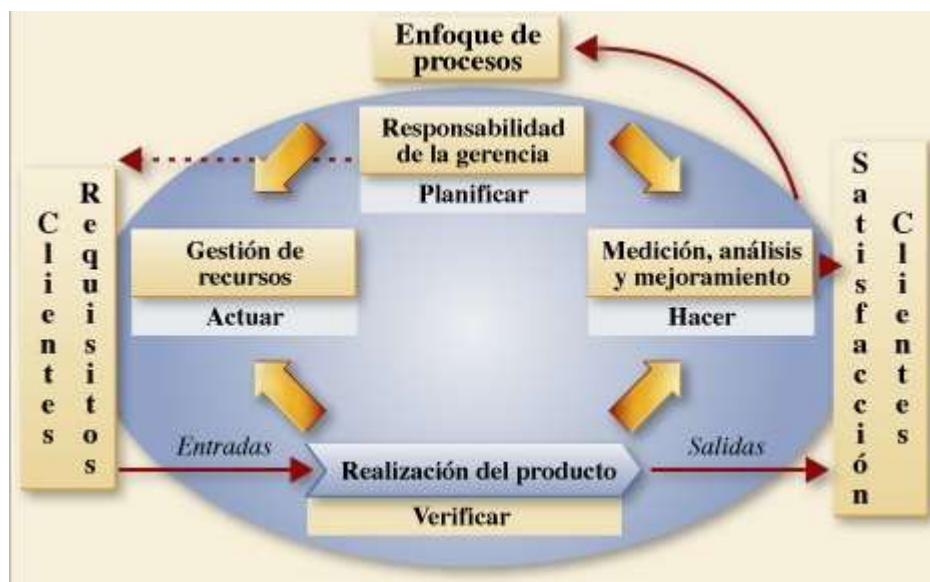 Enfoque de
procesos
Responsabilidad
de la gerencia
Planificar
Clientes
Requisitos
Gestión de
recursos
Actuar
Medición, análisis
y mejoramiento
Hacer
Satisfacción
Clientes
Entradas
Realización del producto
Verificar
Salidas